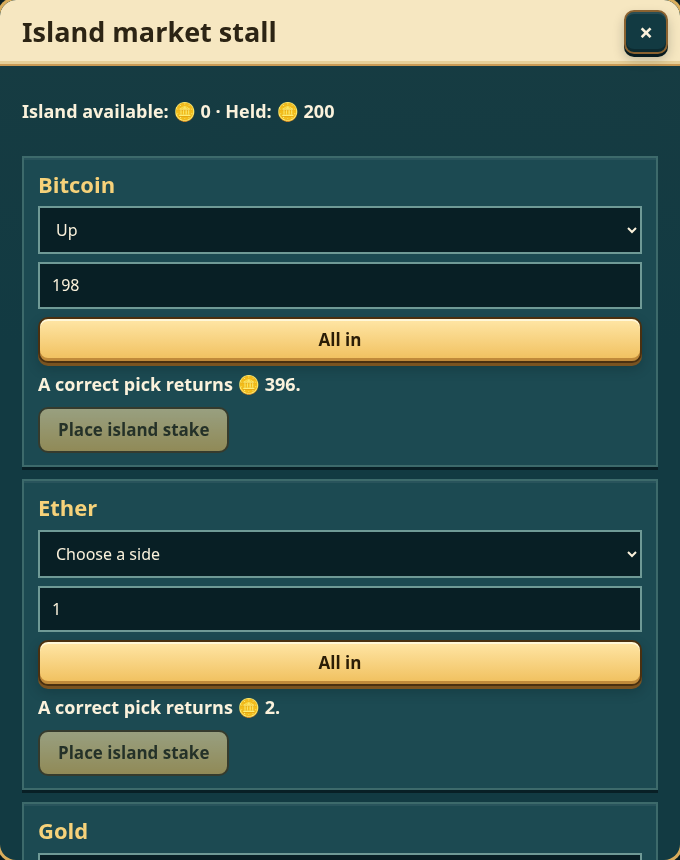 Island market stall
×
Island available: 🪙 0 · Held: 🪙 200
Bitcoin
Up
198
All in
A correct pick returns 🪙 396.
Place island stake
Ether
Choose a side
1
All in
A correct pick returns 🪙 2.
Place island stake
Gold